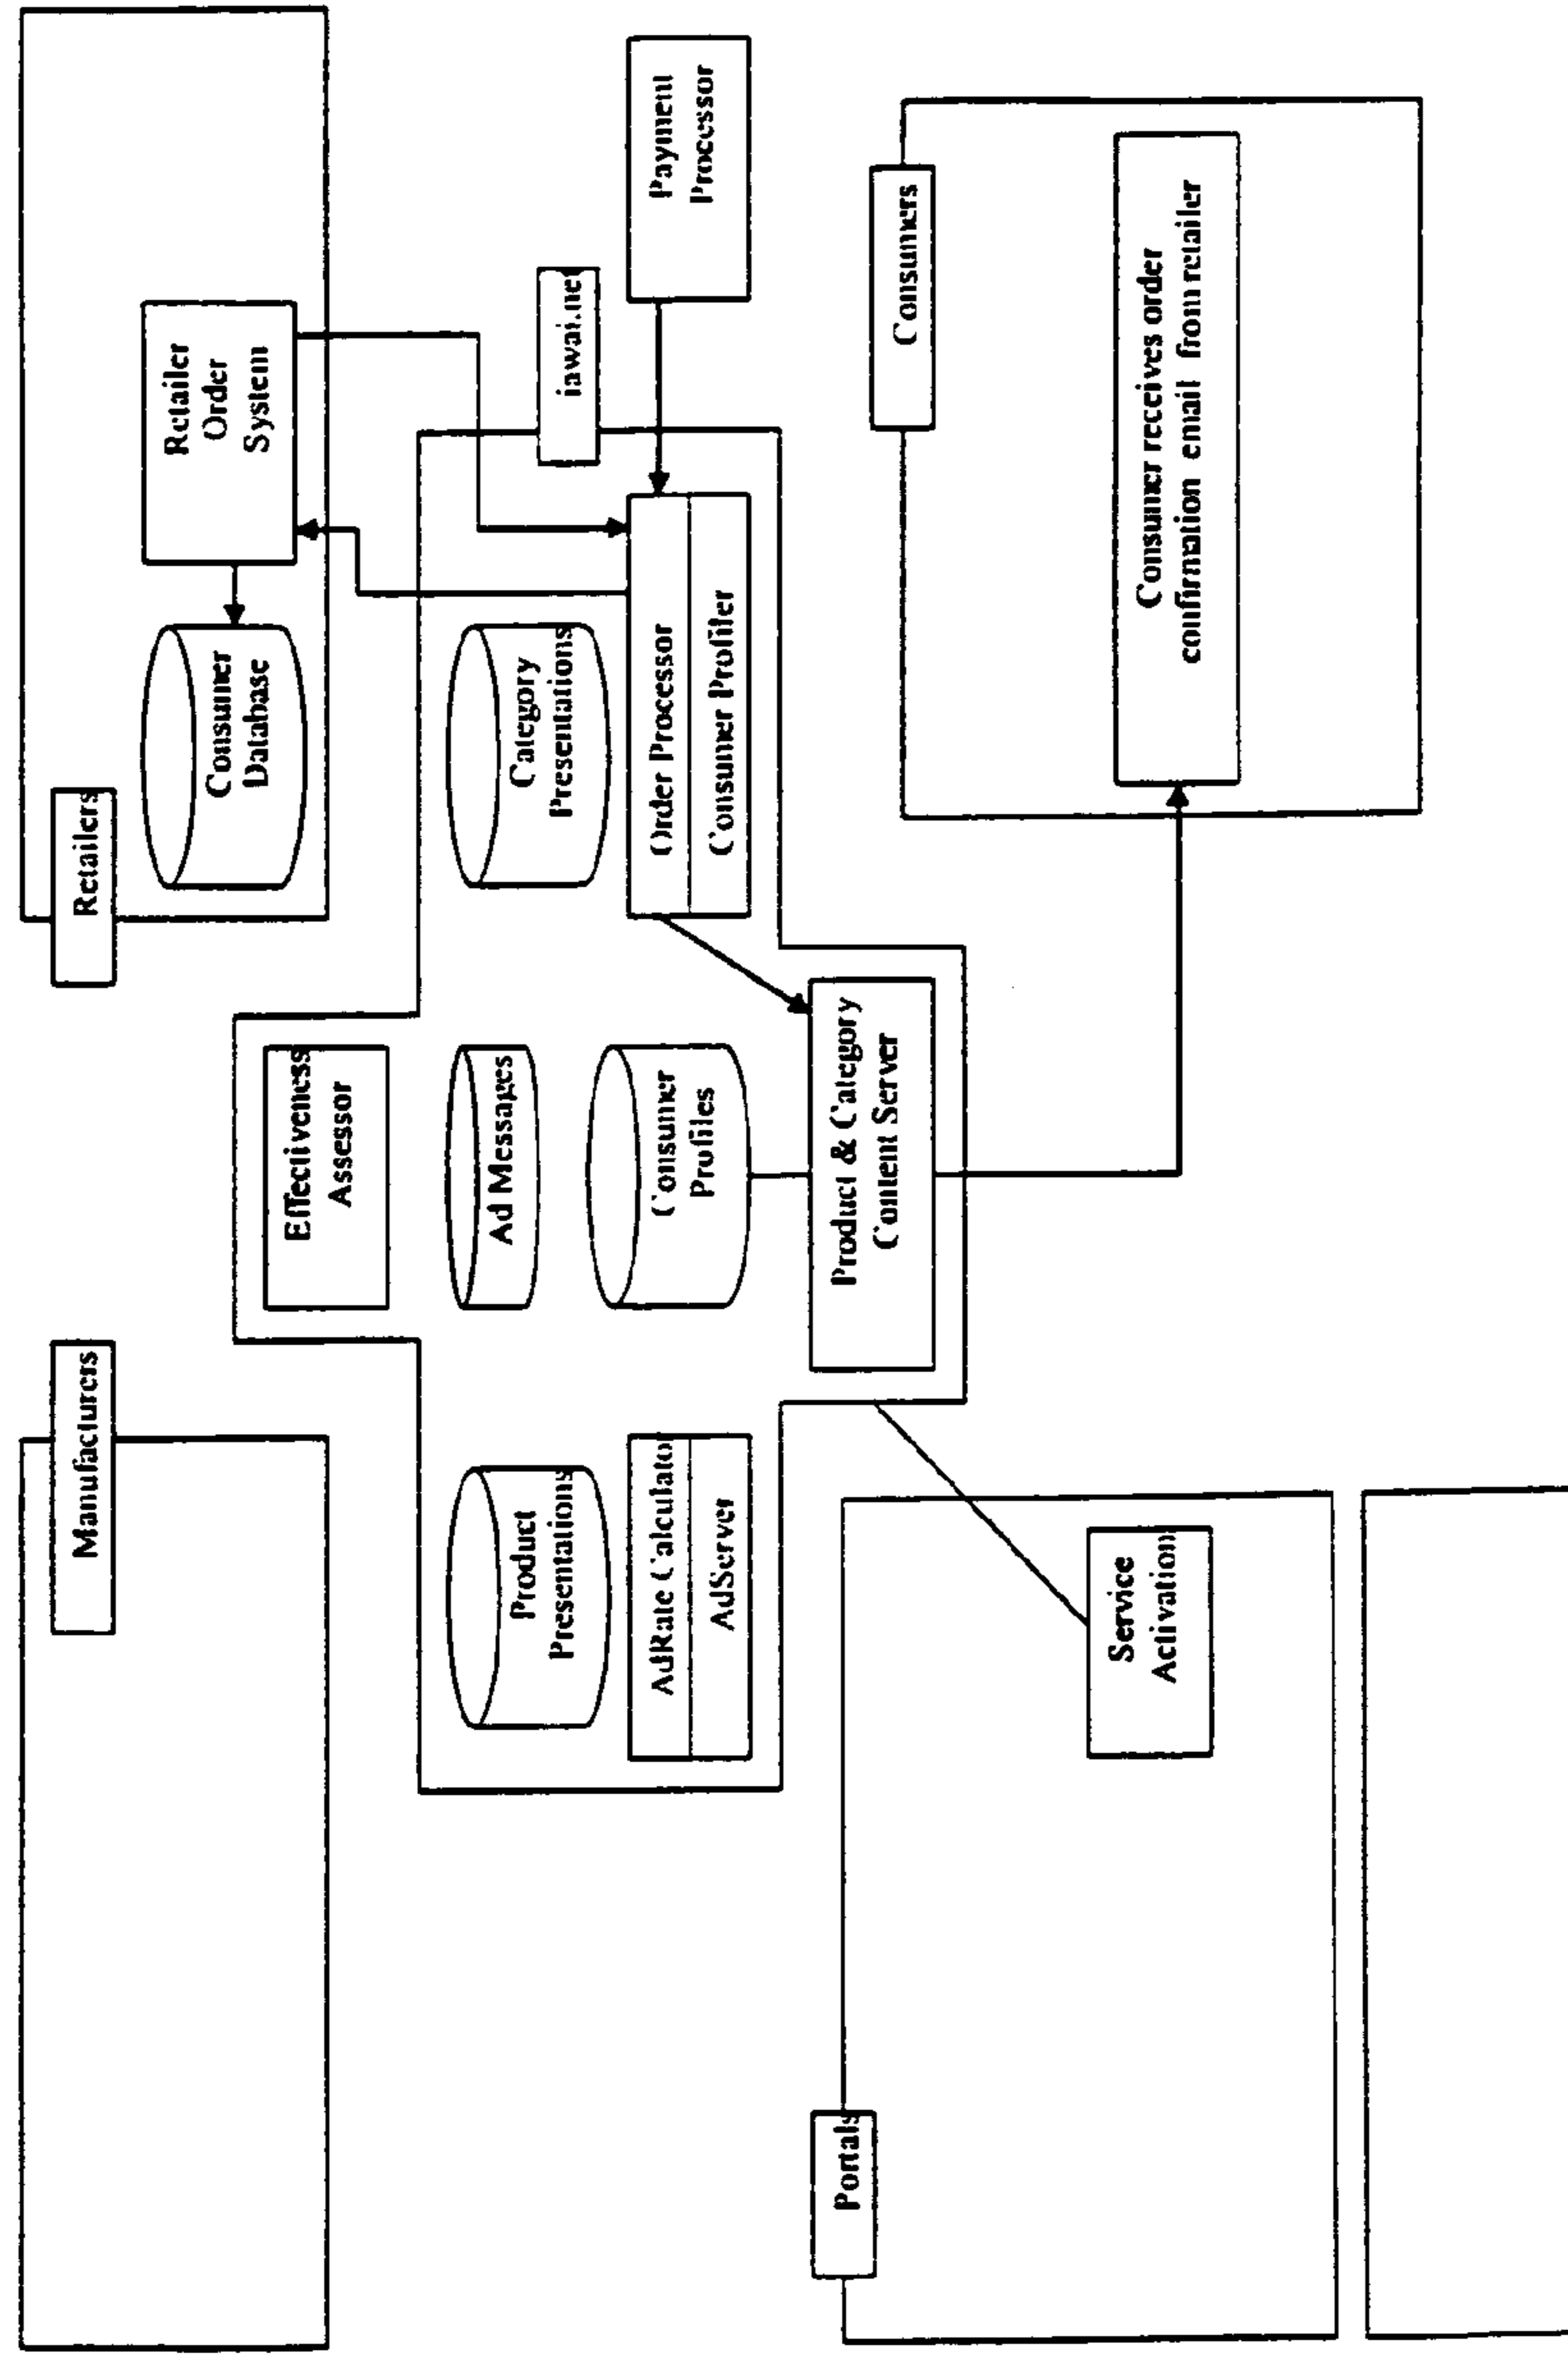 Manufacturers
Retailers
Consumer
Database
Retailer
Order
System
Effectiveness
Assessor
Product
Presentations
Ad Messages
Category
Presentations
AdRate Calculator
AdServer
Consumer
Profiles
Order Processor
Consumer Profiler
Payment
Processor
Product & Category
Content Server
Portals
Service
Activation
Consumers
Consumer receives order
confirmation email from retailer